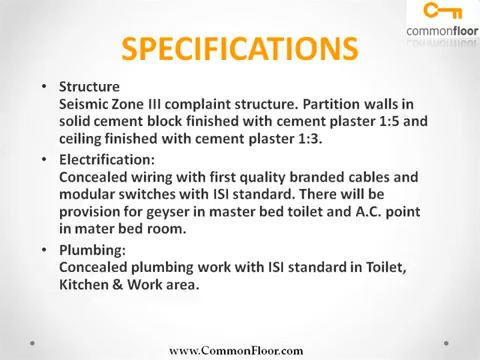 commonfloor
SPECIFICATIONS
• Structure
Seismic Zone III complaint structure. Partition walls in
solid cement block finished with cement plaster 1:5 and
ceiling finished with cement plaster 1:3.
• Electrification:
Concealed wiring with first quality branded cables and
modular switches with ISI standard. There will be
provision for geyser in master bed toilet and A.C. point
in mater bed room.
• Plumbing:
Concealed plumbing work with ISI standard in Toilet,
Kitchen & Work area.
www.CommonFloor.com